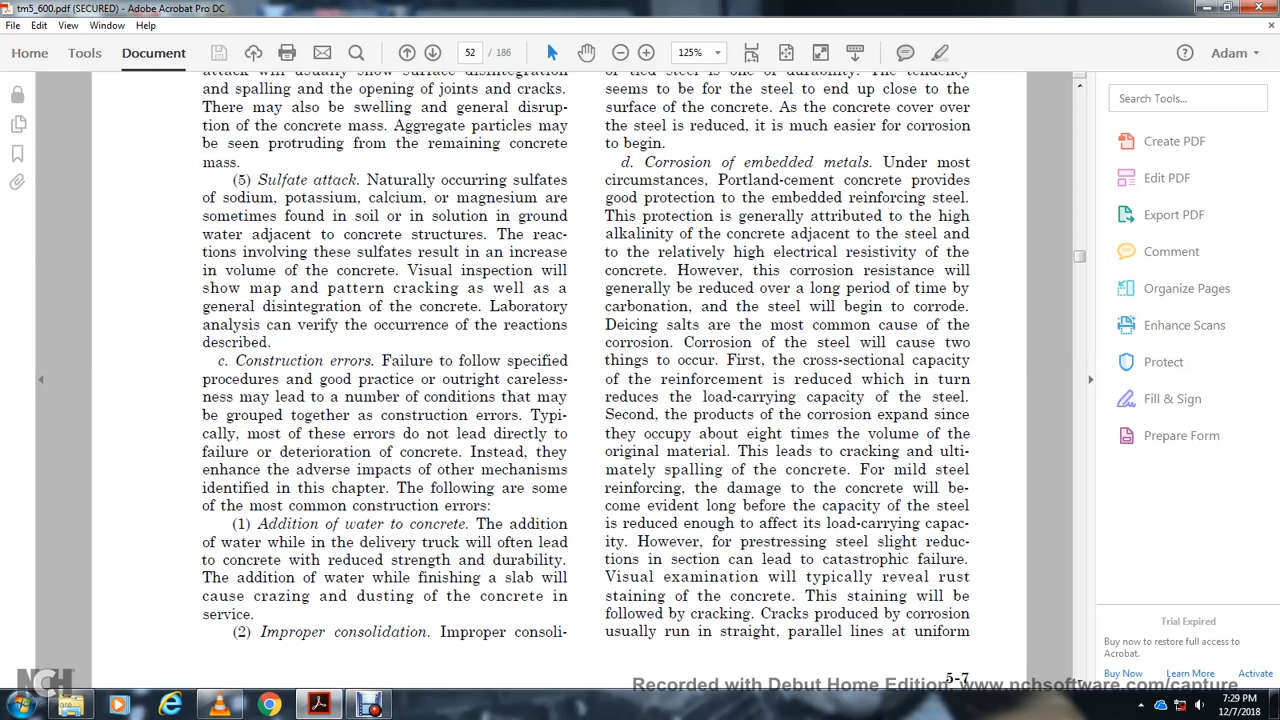 tm5_600.pdf (SECURED) - Adobe Acrobat Pro DC
File Edit View Window Help
Home Tools Document 52 / 186 125% Adam
attack will usually show surface disintegration
and spalling and the opening of joints and cracks.
There may also be swelling and general disrup-
tion of the concrete mass. Aggregate particles may
be seen protruding from the remaining concrete
mass.
(5) Sulfate attack. Naturally occurring sulfates
of sodium, potassium, calcium, or magnesium are
sometimes found in soil or in solution in ground
water adjacent to concrete structures. The reac-
tions involving these sulfates result in an increase
in volume of the concrete. Visual inspection will
show map and pattern cracking as well as a
general disintegration of the concrete. Laboratory
analysis can verify the occurrence of the reactions
described.
c. Construction errors. Failure to follow specified
procedures and good practice or outright careless-
ness may lead to a number of conditions that may
be grouped together as construction errors. Typi-
cally, most of these errors do not lead directly to
failure or deterioration of concrete. Instead, they
enhance the adverse impacts of other mechanisms
identified in this chapter. The following are some
of the most common construction errors:
(1) Addition of water to concrete. The addition
of water while in the delivery truck will often lead
to concrete with reduced strength and durability.
The addition of water while finishing a slab will
cause crazing and dusting of the concrete in
service.
(2) Improper consolidation. Improper consoli-
of tied steel is one of durability. The tendency
seems to be for the steel to end up close to the
surface of the concrete. As the concrete cover over
the steel is reduced, it is much easier for corrosion
to begin.
d. Corrosion of embedded metals. Under most
circumstances, Portland-cement concrete provides
good protection to the embedded reinforcing steel.
This protection is generally attributed to the high
alkalinity of the concrete adjacent to the steel and
to the relatively high electrical resistivity of the
concrete. However, this corrosion resistance will
generally be reduced over a long period of time by
carbonation, and the steel will begin to corrode.
Deicing salts are the most common cause of the
corrosion. Corrosion of the steel will cause two
things to occur. First, the cross-sectional capacity
of the reinforcement is reduced which in turn
reduces the load-carrying capacity of the steel.
Second, the products of the corrosion expand since
they occupy about eight times the volume of the
original material. This leads to cracking and ulti-
mately spalling of the concrete. For mild steel
reinforcing, the damage to the concrete will be-
come evident long before the capacity of the steel
is reduced enough to affect its load-carrying capac-
ity. However, for prestressing steel slight reduc-
tions in section can lead to catastrophic failure.
Visual examination will typically reveal rust
staining of the concrete. This staining will be
followed by cracking. Cracks produced by corrosion
usually run in straight, parallel lines at uniform
5-7
Search Tools...
Create PDF
Edit PDF
Export PDF
Comment
Organize Pages
Enhance Scans
Protect
Fill & Sign
Prepare Form
Trial Expired
Buy now to restore full access to
Acrobat.
Buy Now Learn More Activate
NCH
Recorded with Debut Home Edition: www.nchsoftware.com/capture
7:29 PM
12/7/2018